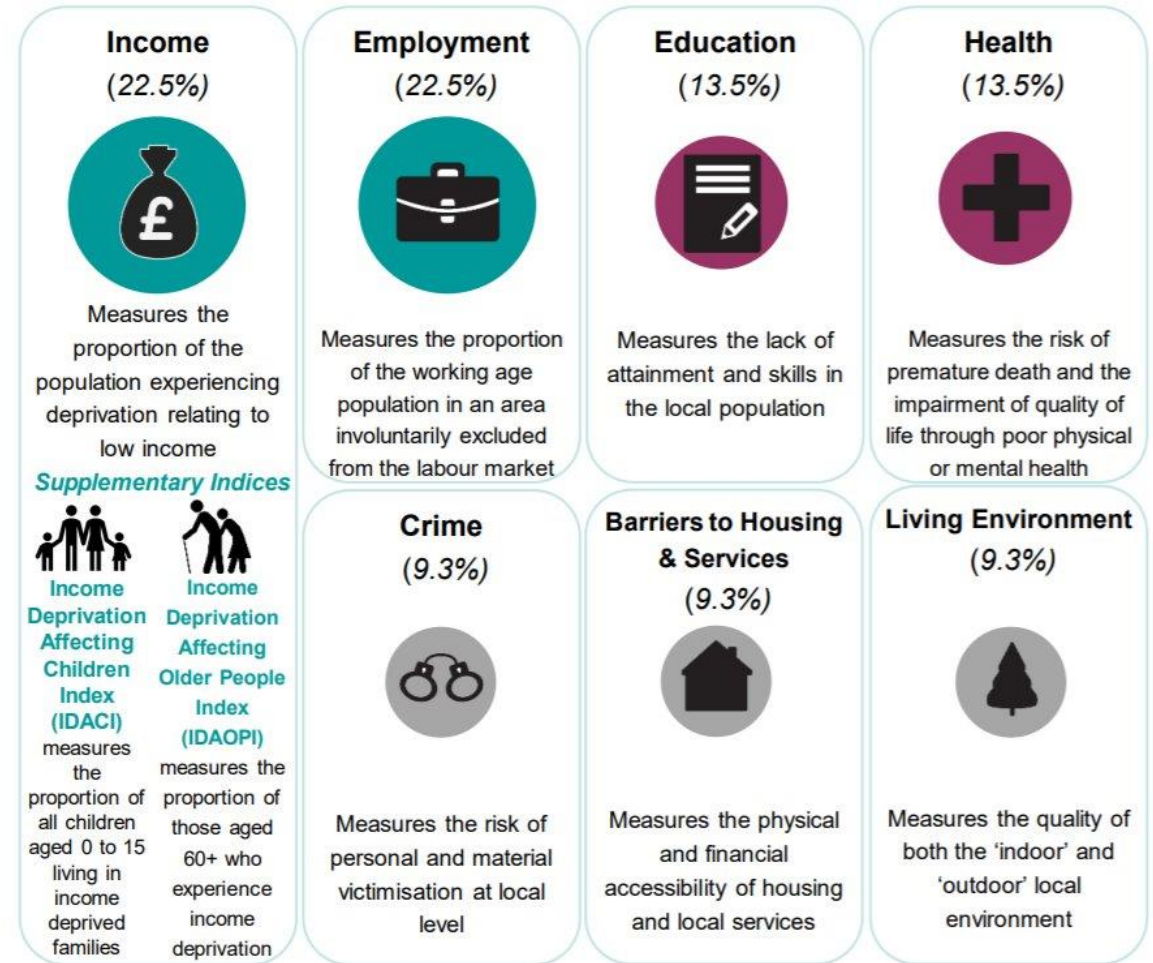 Income
(22.5%)
£
Measures the
proportion of the
population experiencing
deprivation relating to
low income
Supplementary Indices
Income
Deprivation
Affecting
Children
Index
(IDACI)
measures
the
proportion of
all children
aged 0 to 15
living in
income
deprived
families
Income
Deprivation
Affecting
Older People
Index
(IDAOPI)
measures the
proportion of
those aged
60+ who
experience
income
deprivation
Employment
(22.5%)
Measures the proportion
of the working age
population in an area
involuntarily excluded
from the labour market
Education
(13.5%)
Measures the lack of
attainment and skills in
the local population
Health
(13.5%)
Measures the risk of
premature death and the
impairment of quality of
life through poor physical
or mental health
Crime
(9.3%)
Measures the risk of
personal and material
victimisation at local
level
Barriers to Housing
& Services
(9.3%)
Measures the physical
and financial
accessibility of housing
and local services
Living Environment
(9.3%)
Measures the quality of
both the ‘indoor’ and
‘outdoor’ local
environment